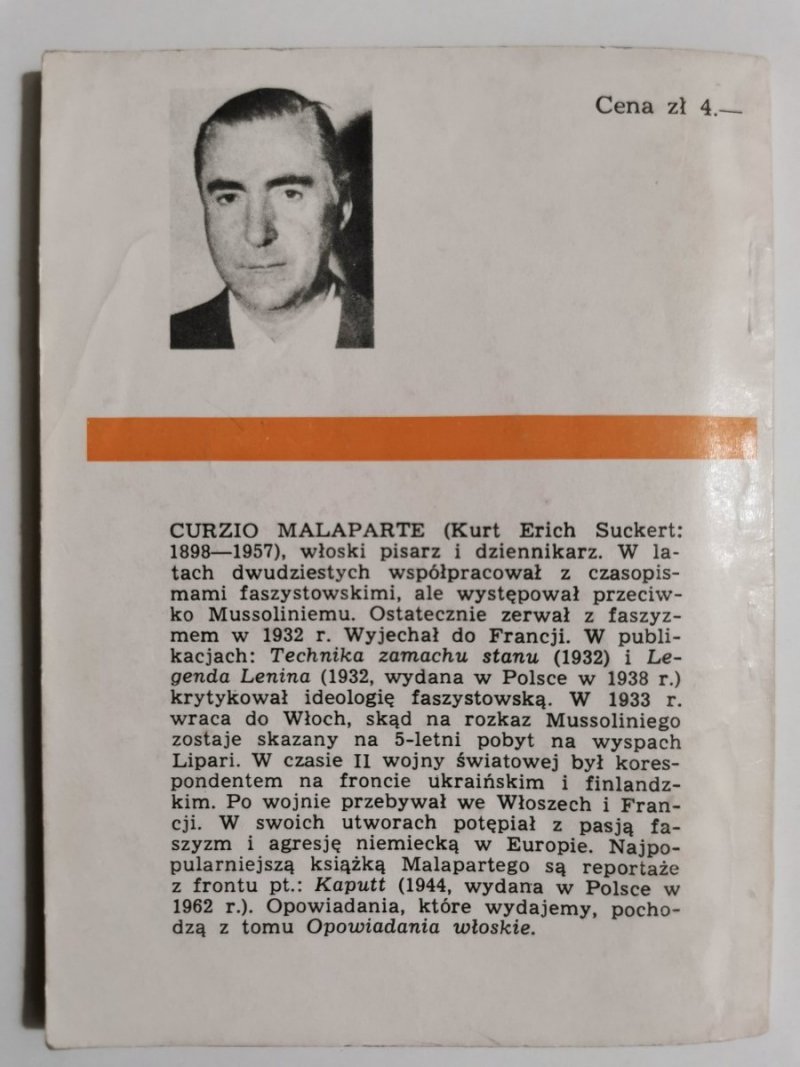 Cena zł 4.—
CURZIO MALAPARTE (Kurt Erich Suckert:
1898—1957), włoski pisarz i dziennikarz. W la-
tach dwudziestych współpracował z czasopis-
mami faszystowskimi, ale występował przeciw-
ko Mussoliniemu. Ostatecznie zerwał z faszyz-
mem w 1932 r. Wyjechał do Francji. W publi-
kacjach: Technika zamachu stanu (1932) i Le-
genda Lenina (1932, wydana w Polsce w 1938 r.)
krytykował ideologię faszystowską. W 1933 r.
wraca do Włoch, skąd na rozkaz Mussoliniego
zostaje skazany na 5-letni pobyt na wyspach
Lipari. W czasie II wojny światowej był kores-
pondentem na froncie ukraińskim i finlandz-
kim. Po wojnie przebywał we Włoszech i Fran-
cji. W swoich utworach potępiał z pasją fa-
szyzm i agresję niemiecką w Europie. Najpo-
pularniejszą książką Malapartego są reportaże
z frontu pt.: Kaputt (1944, wydana w Polsce w
1962 r.). Opowiadania, które wydajemy, pocho-
dzą z tomu Opowiadania włoskie.